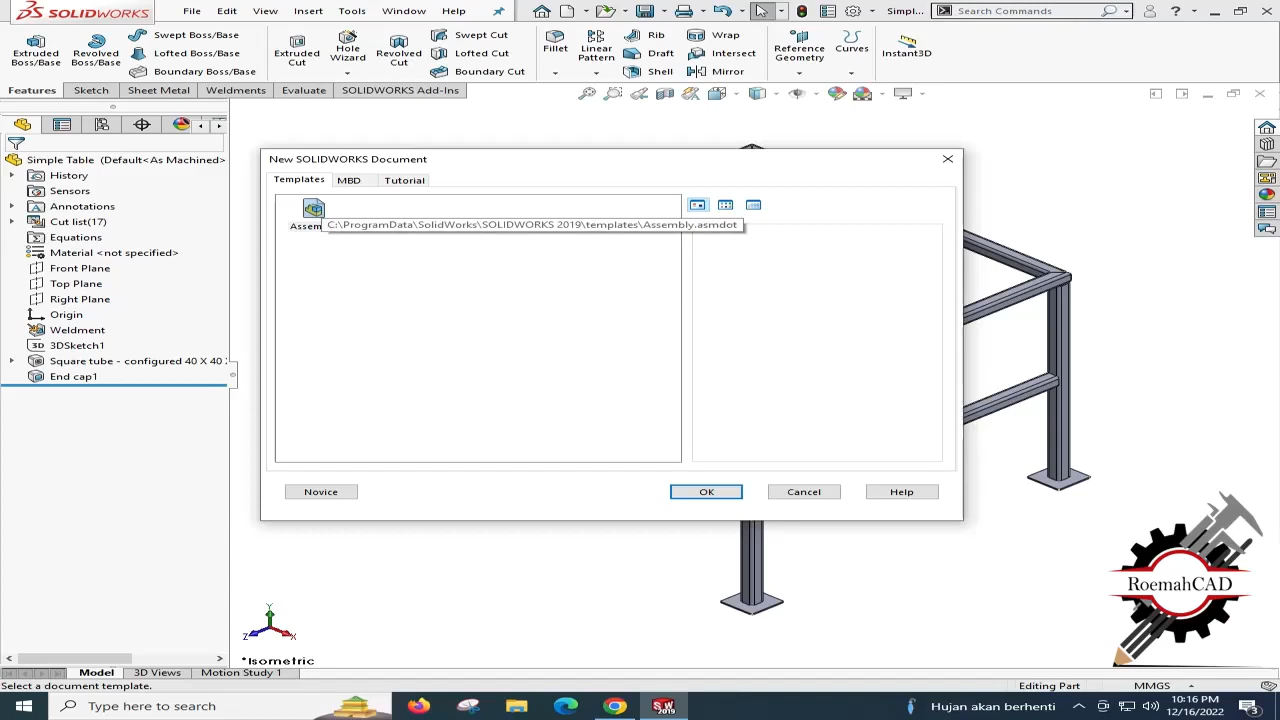 SOLIDWORKS File Edit View Insert Tools Window Help Simpl... Search Commands
Extruded Boss/Base
Revolved Boss/Base
Swept Boss/Base
Lofted Boss/Base
Boundary Boss/Base
Extruded Cut
Hole Wizard
Revolved Cut
Swept Cut
Lofted Cut
Boundary Cut
Fillet
Linear Pattern
Rib
Draft
Shell
Wrap
Intersect
Mirror
Reference Geometry
Curves
Instant3D
Features Sketch Sheet Metal Weldments Evaluate SOLIDWORKS Add-Ins
Simple Table (Default<As Machined>
History
Sensors
Annotations
Cut list(17)
Equations
Material <not specified>
Front Plane
Top Plane
Right Plane
Origin
Weldment
3DSketch1
Square tube - configured 40 X 40
End cap1
New SOLIDWORKS Document
Templates MBD Tutorial
Assem
C:\ProgramData\SolidWorks\SOLIDWORKS 2019\templates\Assembly.asmdot
Novice OK Cancel Help
RoemahCAD
Y
Z X
*Isometric
Model 3D Views Motion Study 1
Select a document template. Editing Part MMGS
Type here to search
Hujan akan berhenti
10:16 PM
12/16/2022
3